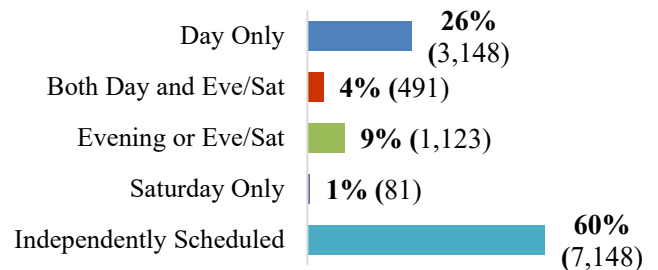 Day Only
26%
(3,148)
Both Day and Eve/Sat
4% (491)
Evening or Eve/Sat
9% (1,123)
Saturday Only
1% (81)
Independently Scheduled
60%
(7,148)